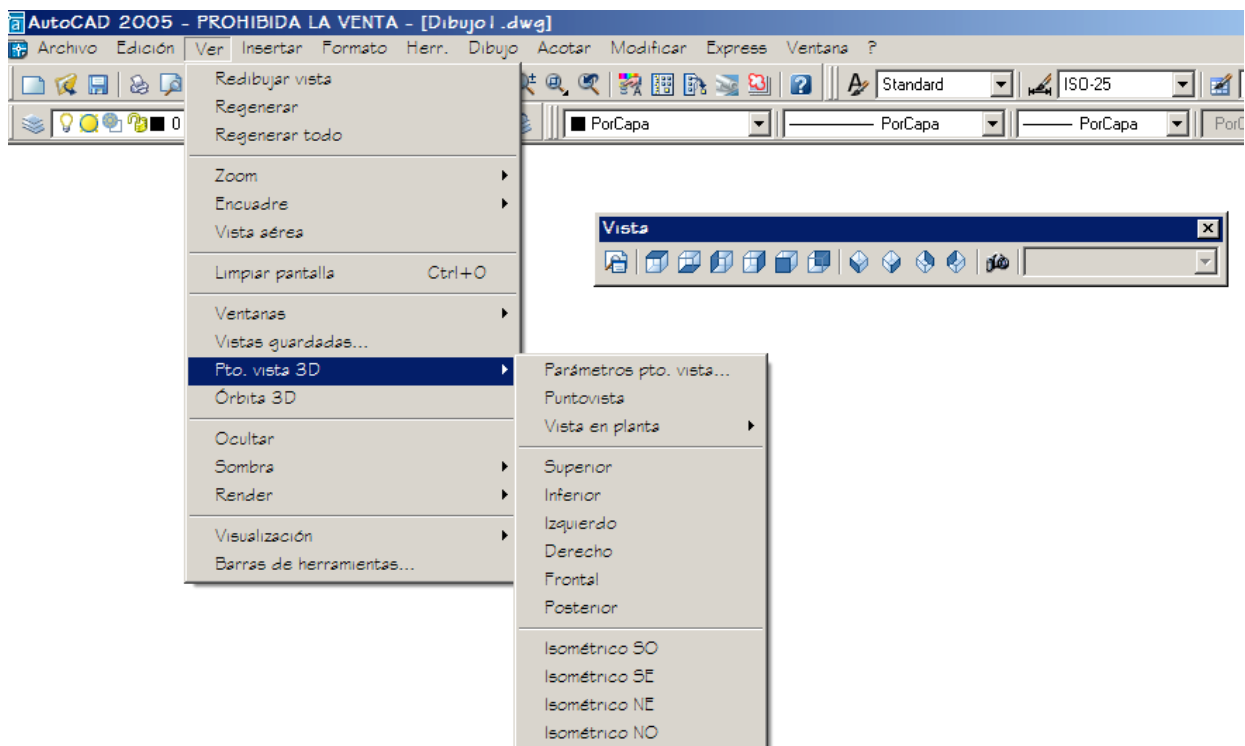 AutoCAD 2005 - PROHIBIDA LA VENTA - [Dibujo1.dwg]
Archivo Edición Ver Insertar Formato Herr. Dibujo Acotar Modificar Express Ventana ?
Standard ISO-25
0 PorCapa PorCapa PorCapa
Redibujar vista
Regenerar
Regenerar todo
Zoom
Encuadre
Vista aérea
Limpiar pantalla Ctrl+0
Ventanas
Vistas guardadas...
Pto. vista 3D
Órbita 3D
Ocultar
Sombra
Render
Visualización
Barras de herramientas...
Vista
Parámetros pto. vista...
Puntovista
Vista en planta
Superior
Inferior
Izquierdo
Derecho
Frontal
Posterior
Isométrico SO
Isométrico SE
Isométrico NE
Isométrico NO